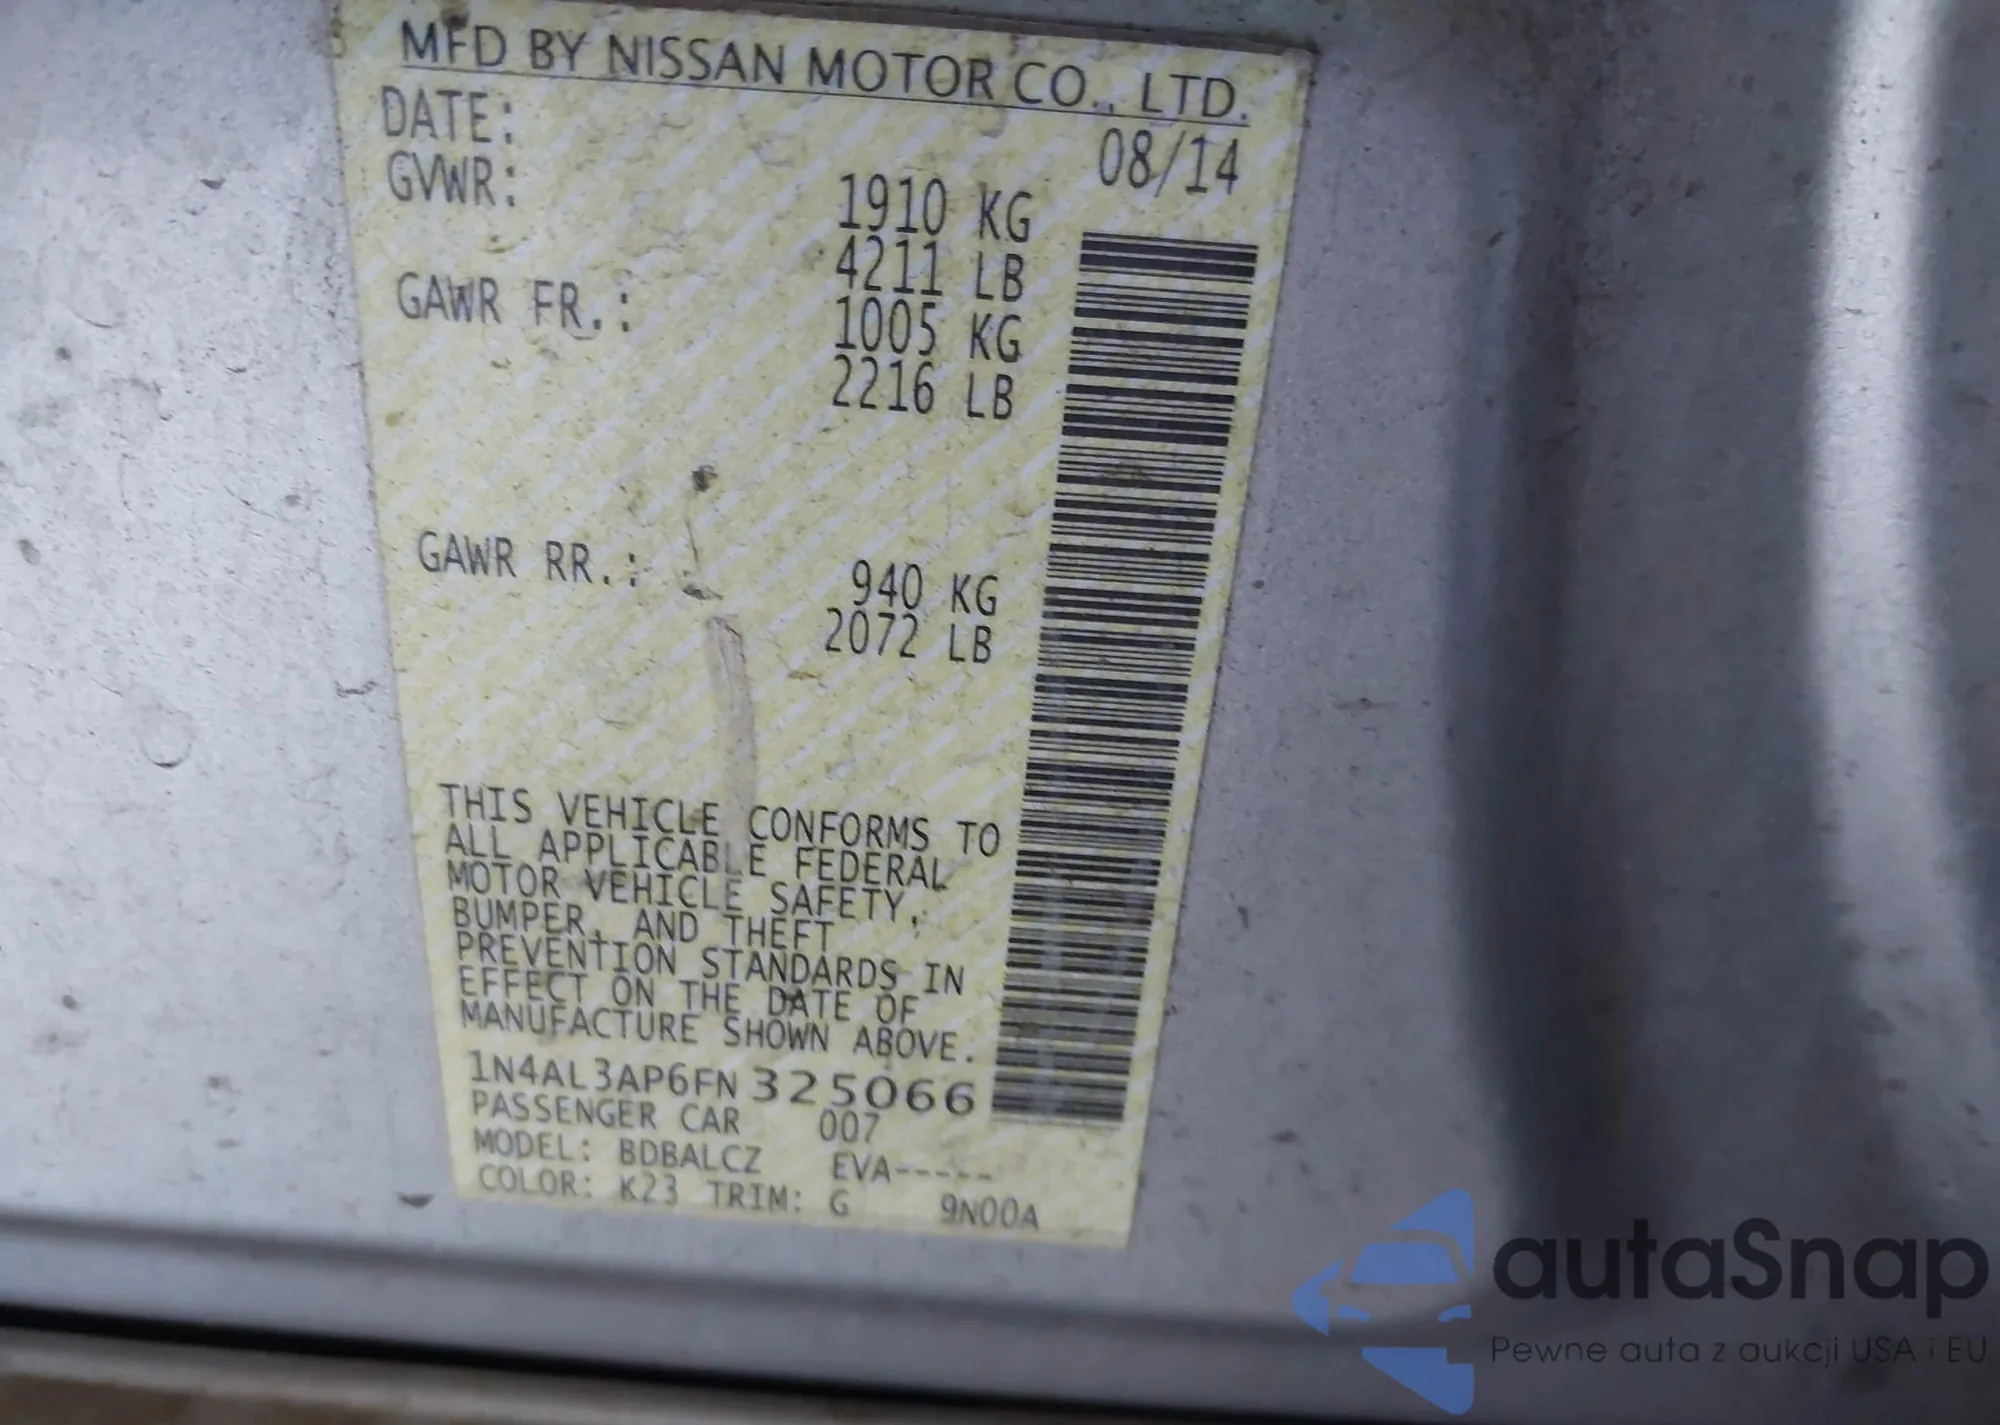 MFD BY NISSAN MOTOR CO., LTD.
DATE: 08/14
GVWR: 1910 KG
4211 LB
GAWR FR.: 1005 KG
2216 LB
GAWR RR.: 940 KG
2072 LB
THIS VEHICLE CONFORMS TO
ALL APPLICABLE FEDERAL
MOTOR VEHICLE SAFETY,
BUMPER, AND THEFT
PREVENTION STANDARDS IN
EFFECT ON THE DATE OF
MANUFACTURE SHOWN ABOVE.
1N4AL3AP6FN325066
PASSENGER CAR 007
MODEL: BDBALCZ EVA-----
COLOR: K23 TRIM: G 9N00A
autaSnap
Pewne auta z aukcji USA i EU